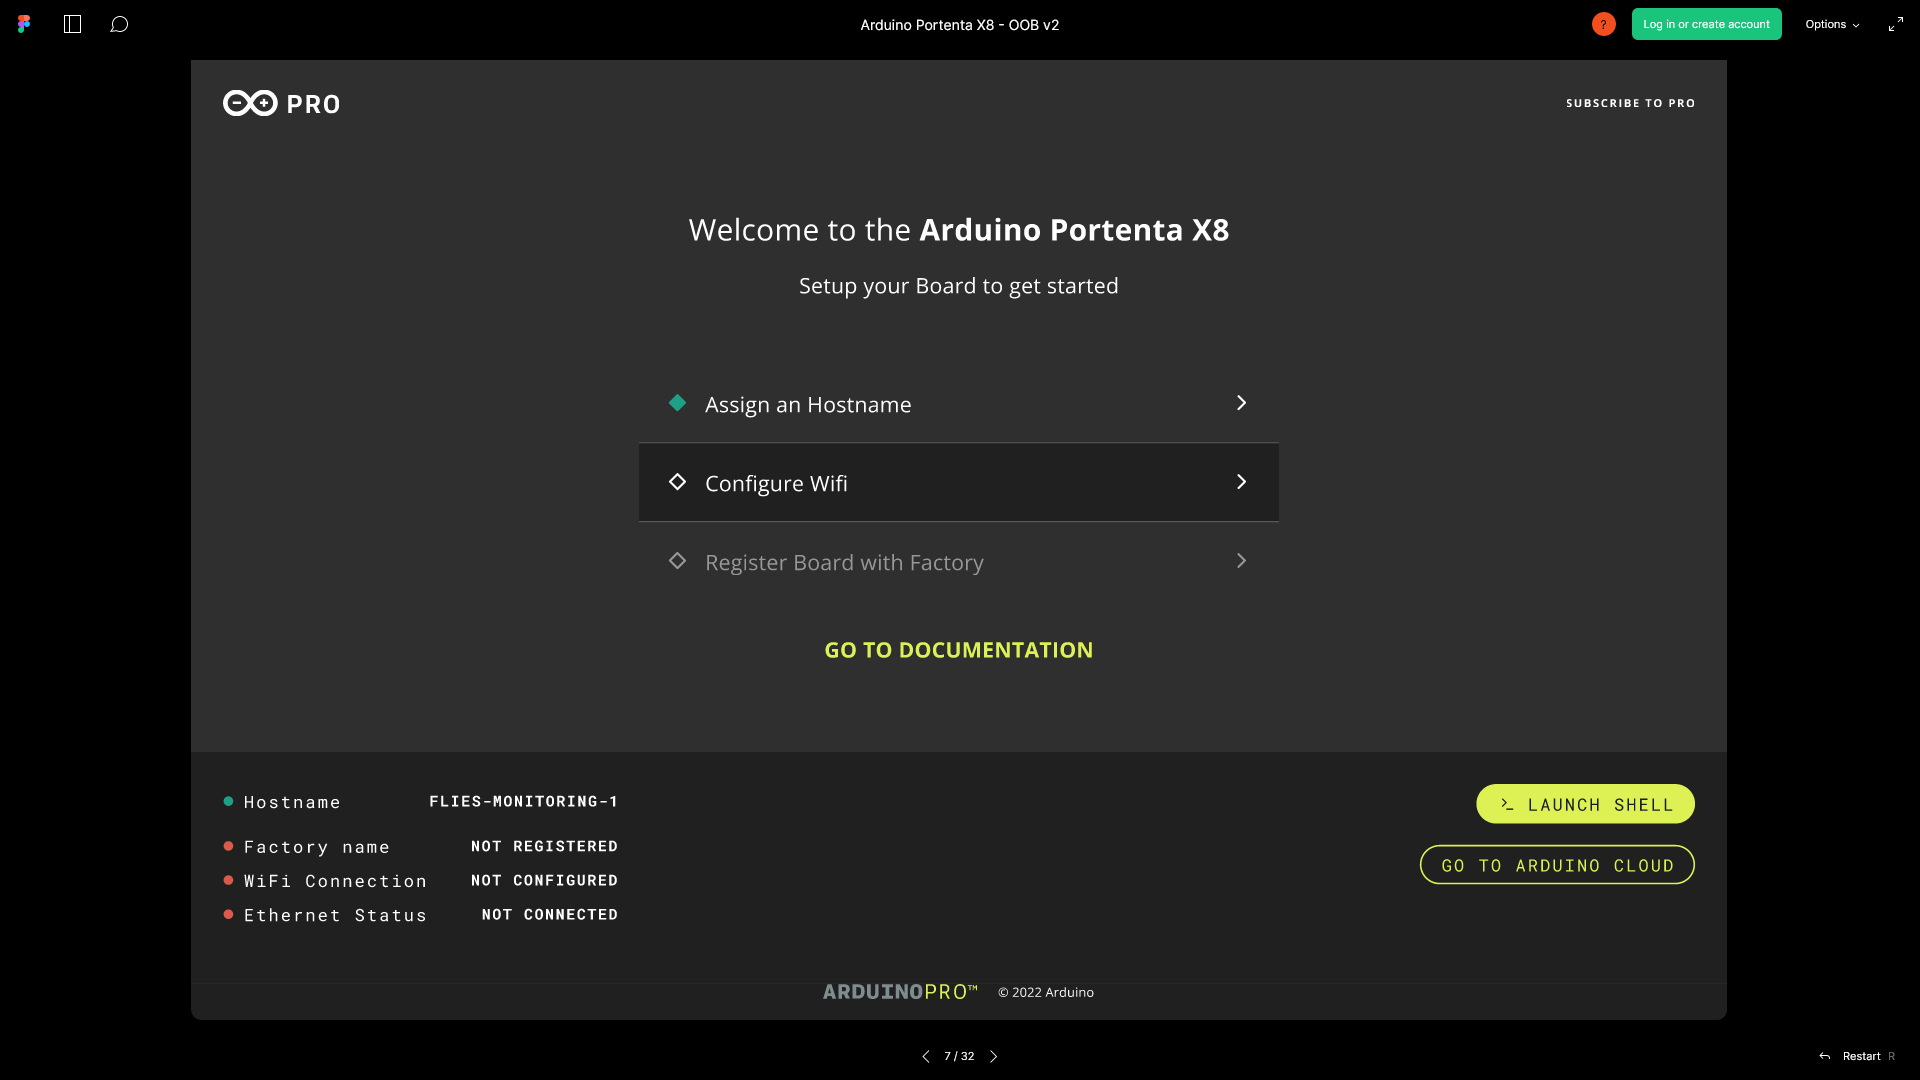 Arduino Portenta X8 - OOB v2
?
Log in or create account
Options
PRO
SUBSCRIBE TO PRO
Welcome to the Arduino Portenta X8
Setup your Board to get started
Assign an Hostname
Configure Wifi
Register Board with Factory
GO TO DOCUMENTATION
Hostname FLIES-MONITORING-1
Factory name NOT REGISTERED
WiFi Connection NOT CONFIGURED
Ethernet Status NOT CONNECTED
>_ LAUNCH SHELL
GO TO ARDUINO CLOUD
ARDUINOPRO™ © 2022 Arduino
7 / 32
Restart R